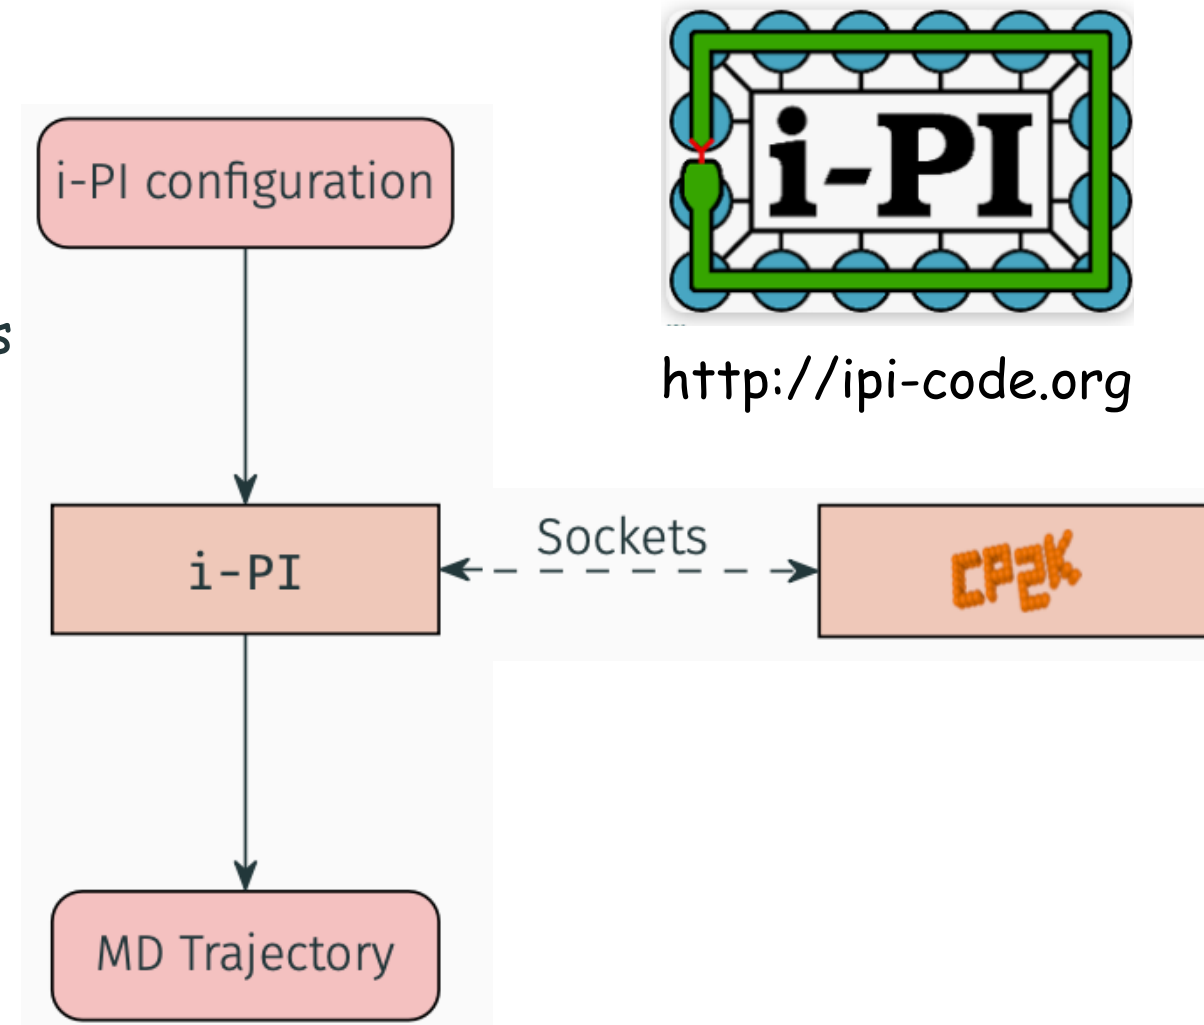 i-PI
i-PI configuration
s
http://ipi-code.org
Sockets
i-PI
CP2K
MD Trajectory